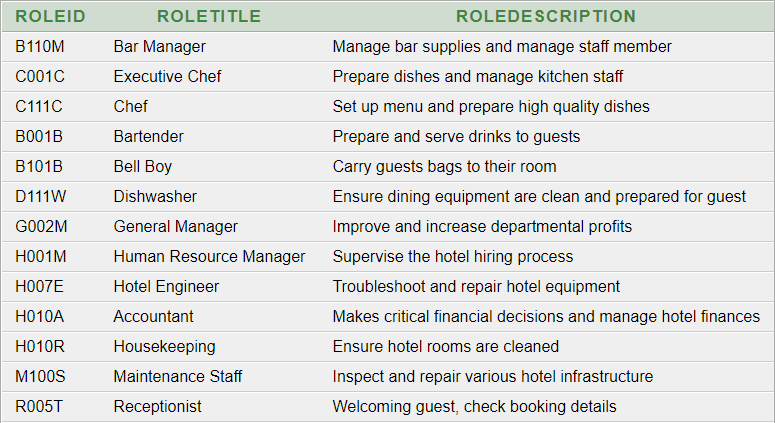 ROLEID ROLETITLE ROLEDESCRIPTION
B110M Bar Manager Manage bar supplies and manage staff member
C001C Executive Chef Prepare dishes and manage kitchen staff
C111C Chef Set up menu and prepare high quality dishes
B001B Bartender Prepare and serve drinks to guests
B101B Bell Boy Carry guests bags to their room
D111W Dishwasher Ensure dining equipment are clean and prepared for guest
G002M General Manager Improve and increase departmental profits
H001M Human Resource Manager Supervise the hotel hiring process
H007E Hotel Engineer Troubleshoot and repair hotel equipment
H010A Accountant Makes critical financial decisions and manage hotel finances
H010R Housekeeping Ensure hotel rooms are cleaned
M100S Maintenance Staff Inspect and repair various hotel infrastructure
R005T Receptionist Welcoming guest, check booking details